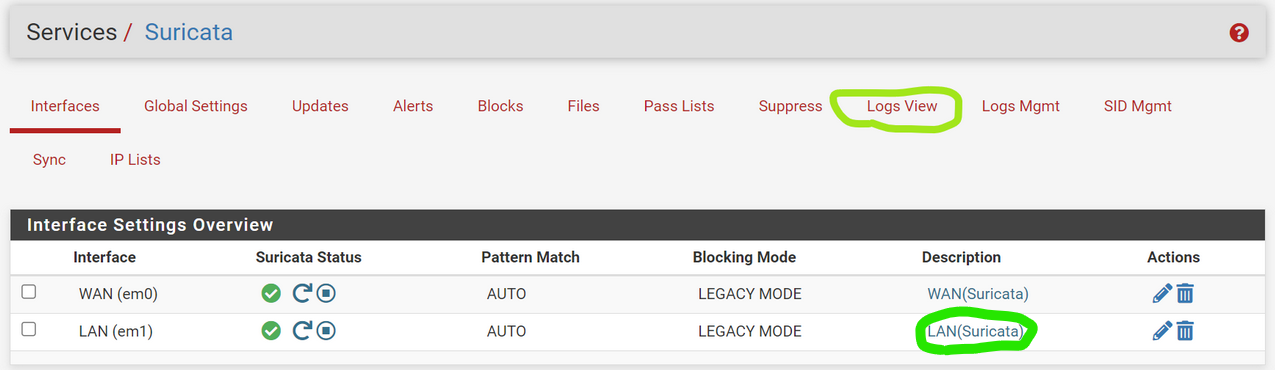 Services / Suricata
Interfaces Global Settings Updates Alerts Blocks Files Pass Lists Suppress Logs View Logs Mgmt SID Mgmt
Sync IP Lists
Interface Settings Overview
Interface Suricata Status Pattern Match Blocking Mode Description Actions
WAN (em0) AUTO LEGACY MODE WAN(Suricata)
LAN (em1) AUTO LEGACY MODE LAN(Suricata)